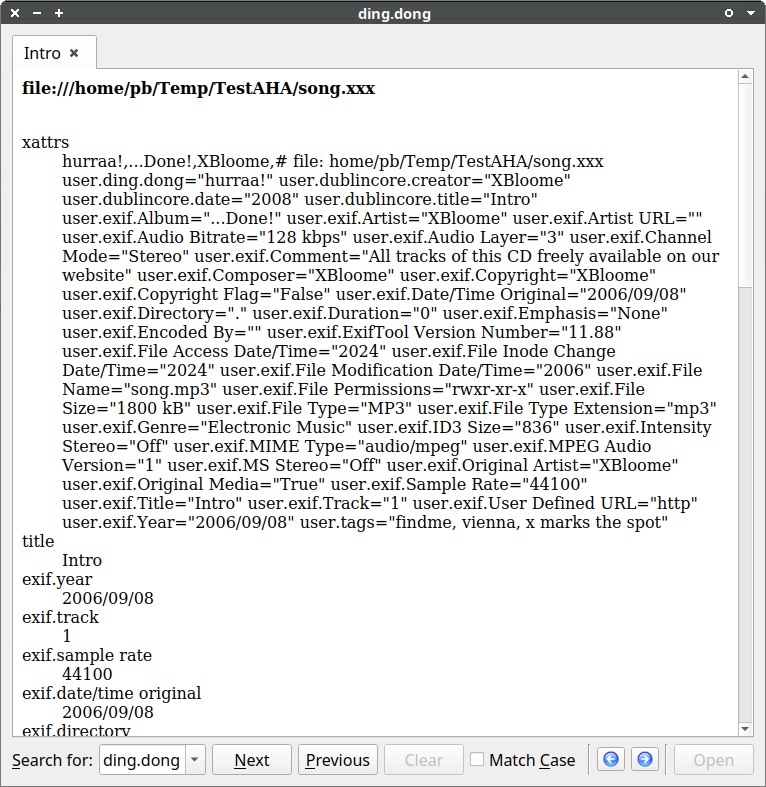 ding.dong
Intro
file:///home/pb/Temp/TestAHA/song.xxx
xattrs
hurraa!,...Done!,XBloome,# file: home/pb/Temp/TestAHA/song.xxx
user.ding.dong="hurraa!" user.dublincore.creator="XBloome"
user.dublincore.date="2008" user.dublincore.title="Intro"
user.exif.Album="...Done!" user.exif.Artist="XBloome" user.exif.Artist URL=""
user.exif.Audio Bitrate="128 kbps" user.exif.Audio Layer="3" user.exif.Channel
Mode="Stereo" user.exif.Comment="All tracks of this CD freely available on our
website" user.exif.Composer="XBloome" user.exif.Copyright="XBloome"
user.exif.Copyright Flag="False" user.exif.Date/Time Original="2006/09/08"
user.exif.Directory="." user.exif.Duration="0" user.exif.Emphasis="None"
user.exif.Encoded By="" user.exif.ExifTool Version Number="11.88"
user.exif.File Access Date/Time="2024" user.exif.File Inode Change
Date/Time="2024" user.exif.File Modification Date/Time="2006" user.exif.File
Name="song.mp3" user.exif.File Permissions="rwxr-xr-x" user.exif.File
Size="1800 kB" user.exif.File Type="MP3" user.exif.File Type Extension="mp3"
user.exif.Genre="Electronic Music" user.exif.ID3 Size="836" user.exif.Intensity
Stereo="Off" user.exif.MIME Type="audio/mpeg" user.exif.MPEG Audio
Version="1" user.exif.MS Stereo="Off" user.exif.Original Artist="XBloome"
user.exif.Original Media="True" user.exif.Sample Rate="44100"
user.exif.Title="Intro" user.exif.Track="1" user.exif.User Defined URL="http"
user.exif.Year="2006/09/08" user.tags="findme, vienna, x marks the spot"
title
Intro
exif.year
2006/09/08
exif.track
1
exif.sample rate
44100
exif.date/time original
2006/09/08
exif.directory
Search for: ding.dong Next Previous Clear Match Case Open